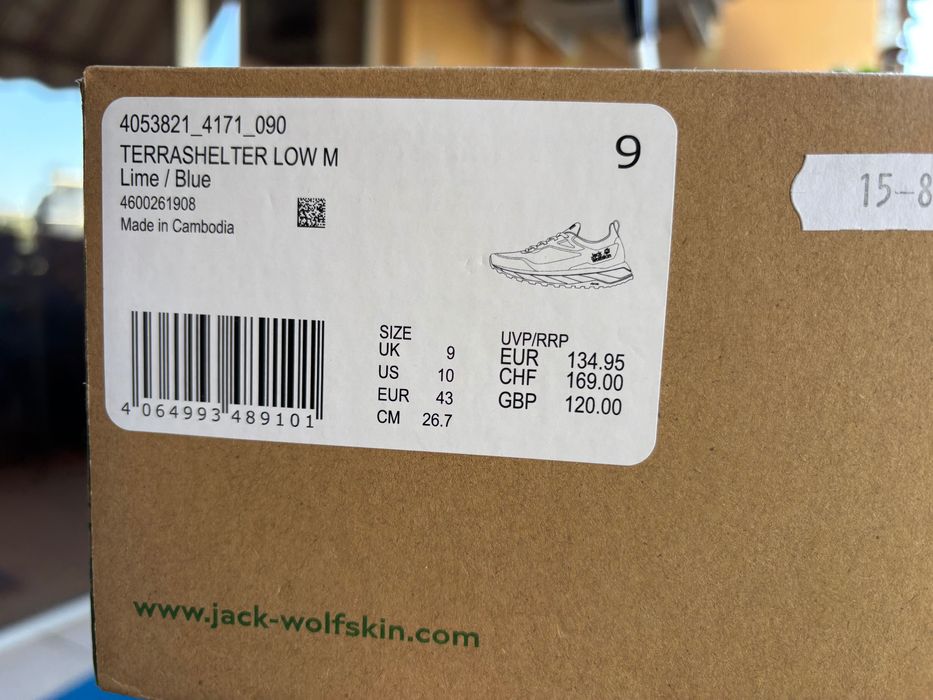 4053821_4171_090
TERRASHELTER LOW M
Lime / Blue
4600261908
Made in Cambodia
9
15-8
Jack
Wolfskin
4 064993 489101
SIZE
UK 9
US 10
EUR 43
CM 26.7
UVP/RRP
EUR 134.95
CHF 169.00
GBP 120.00
www.jack-wolfskin.com